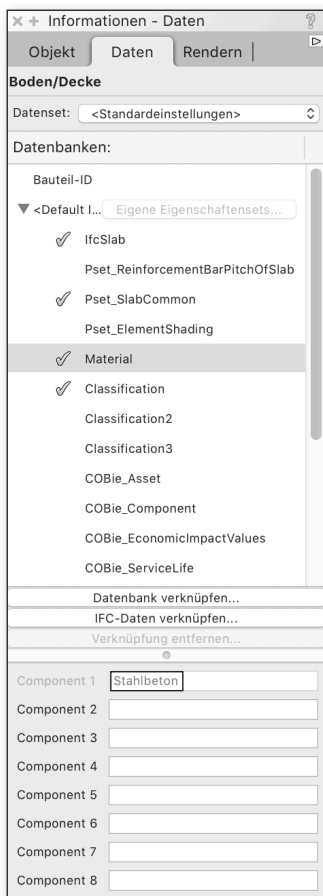 Informationen - Daten
Objekt Daten Rendern
Boden/Decke
Datenset: <Standardeinstellungen>
Datenbanken:
Bauteil-ID
<Default I... Eigene Eigenschaftensets...
IfcSlab
Pset_ReinforcementBarPitchOfSlab
Pset_SlabCommon
Pset_ElementShading
Material
Classification
Classification2
Classification3
COBie_Asset
COBie_Component
COBie_EconomicImpactValues
COBie_ServiceLife
Datenbank verknüpfen...
IFC-Daten verknüpfen...
Verknüpfung entfernen...
Component 1 Stahlbeton
Component 2
Component 3
Component 4
Component 5
Component 6
Component 7
Component 8